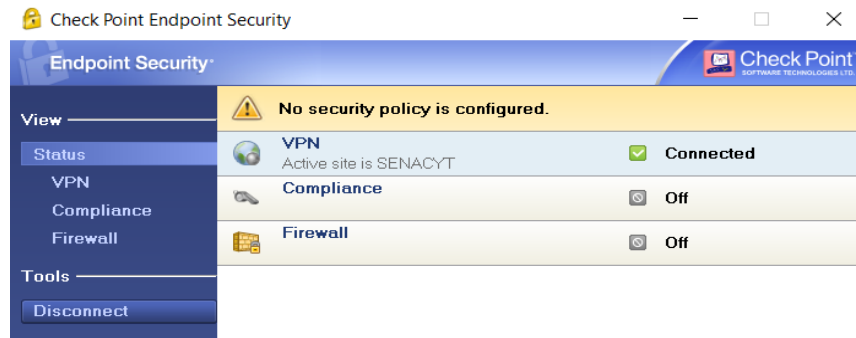 Check Point Endpoint Security
Endpoint Security
Check Point
SOFTWARE TECHNOLOGIES LTD.
View
Status
VPN
Compliance
Firewall
Tools
Disconnect
No security policy is configured.
VPN
Active site is SENACYT
Connected
Compliance
Off
Firewall
Off